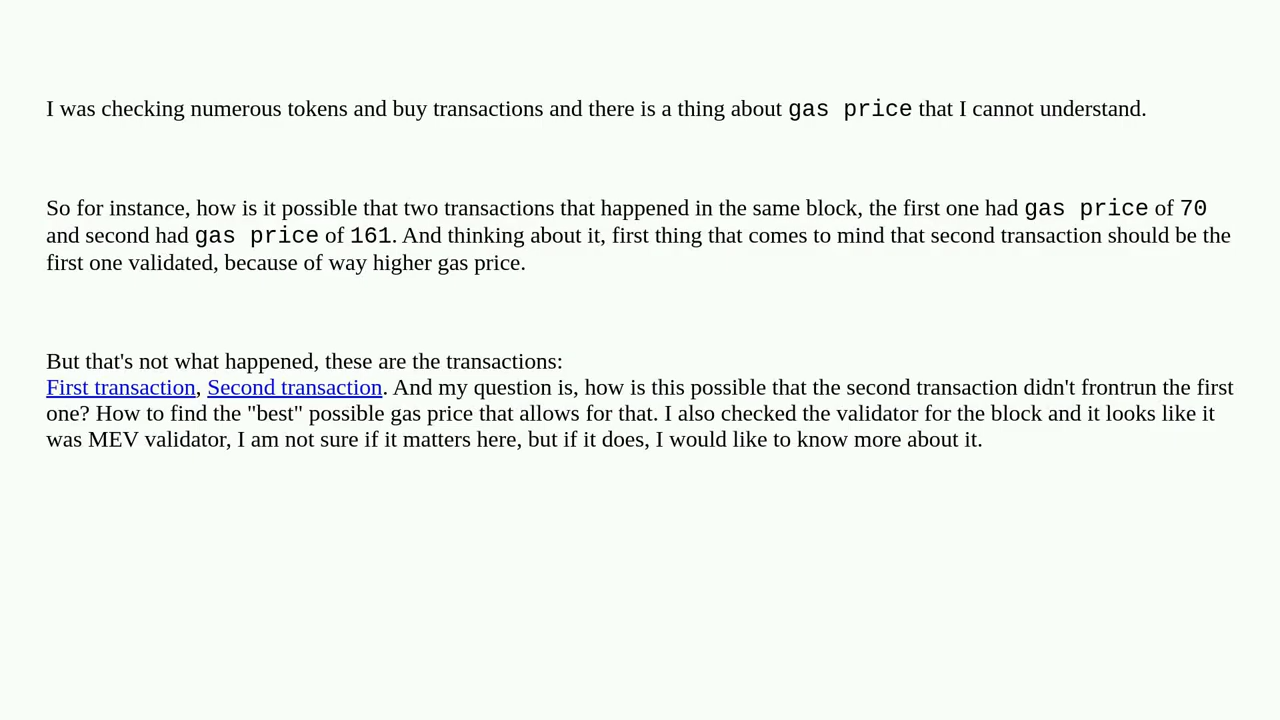 I was checking numerous tokens and buy transactions and there is a thing about gas price that I cannot understand.
So for instance, how is it possible that two transactions that happened in the same block, the first one had gas price of 70
and second had gas price of 161. And thinking about it, first thing that comes to mind that second transaction should be the
first one validated, because of way higher gas price.
But that's not what happened, these are the transactions:
First transaction, Second transaction. And my question is, how is this possible that the second transaction didn't frontrun the first
one? How to find the "best" possible gas price that allows for that. I also checked the validator for the block and it looks like it
was MEV validator, I am not sure if it matters here, but if it does, I would like to know more about it.